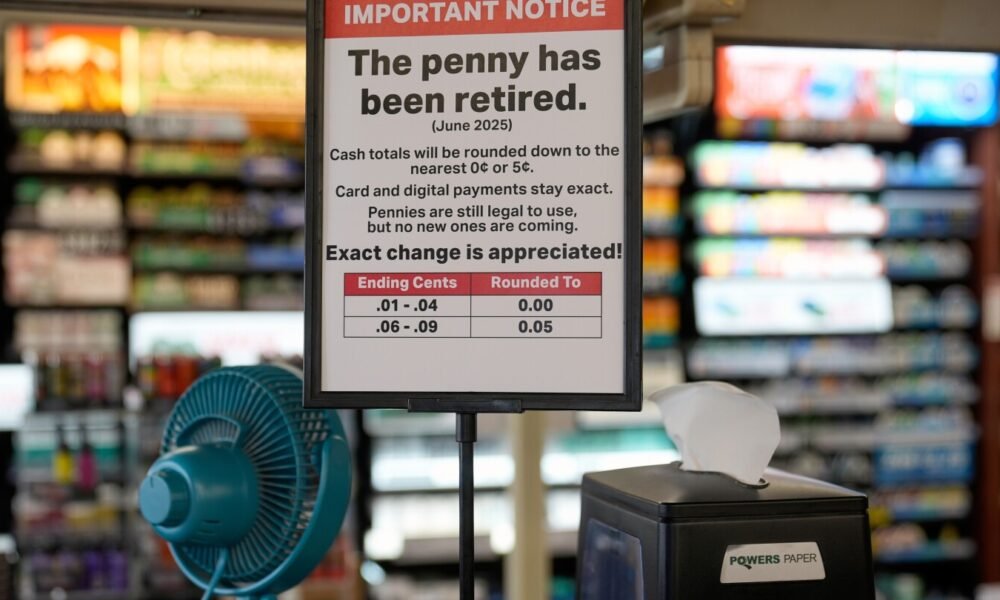 IMPORTANT NOTICE
The penny has
been retired.
(June 2025)
Cash totals will be rounded down to the
nearest 0¢ or 5¢.
Card and digital payments stay exact.
Pennies are still legal to use,
but no new ones are coming.
Exact change is appreciated!
Ending Cents Rounded To
.01 - .04 0.00
.06 - .09 0.05
POWERS PAPER